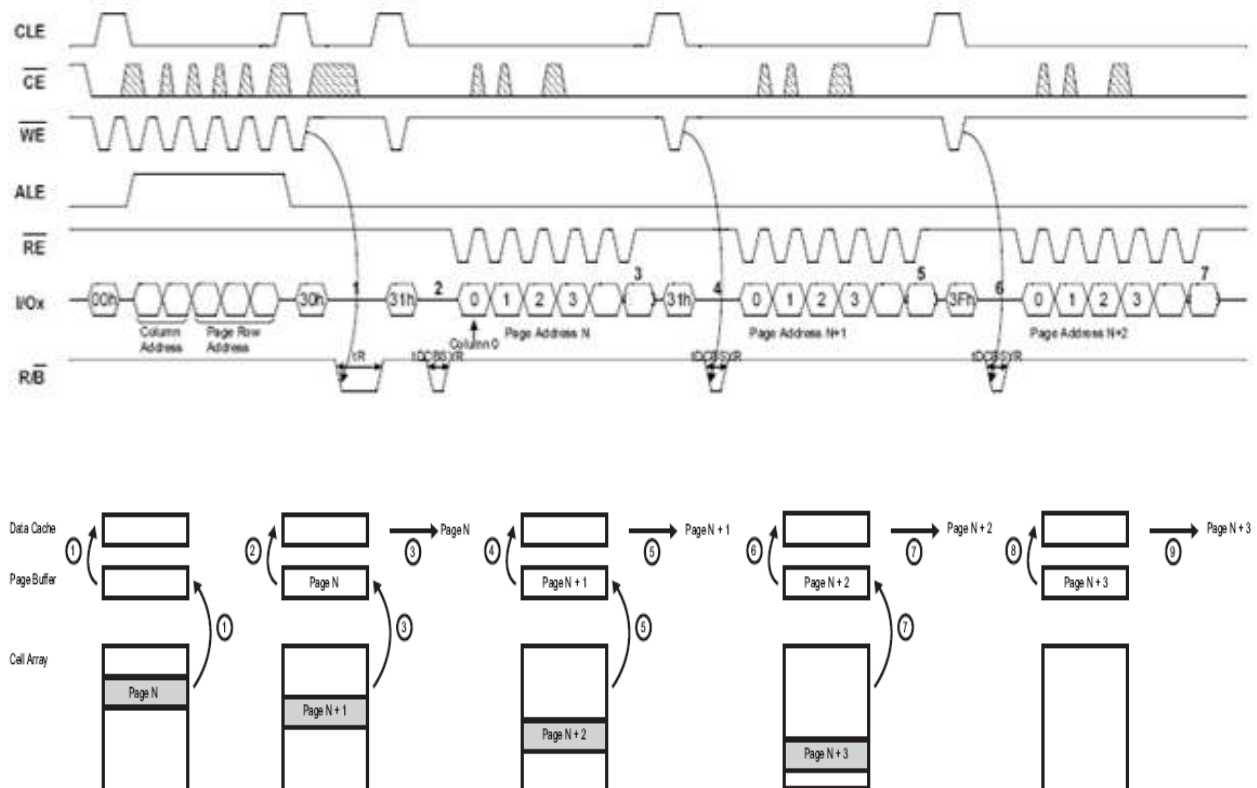 CLE
CE
WE
ALE
RE
I/Ox
00h
30h
1
31h
2
0
1
2
3
3
31h
4
0
1
2
3
5
3Fh
6
0
1
2
3
7
Column
Address
Page Row
Address
Column 0
Page Address N
Page Address N+1
Page Address N+2
R/B
tR
tDCBSYR
tDCBSYR
tDCBSYR
Data Cache
1
2
3
Page N
4
5
Page N + 1
6
7
Page N + 2
8
9
Page N + 3
Page Buffer
Page N
Page N + 1
Page N + 2
Page N + 3
1
3
5
7
Cell Array
Page N
Page N + 1
Page N + 2
Page N + 3